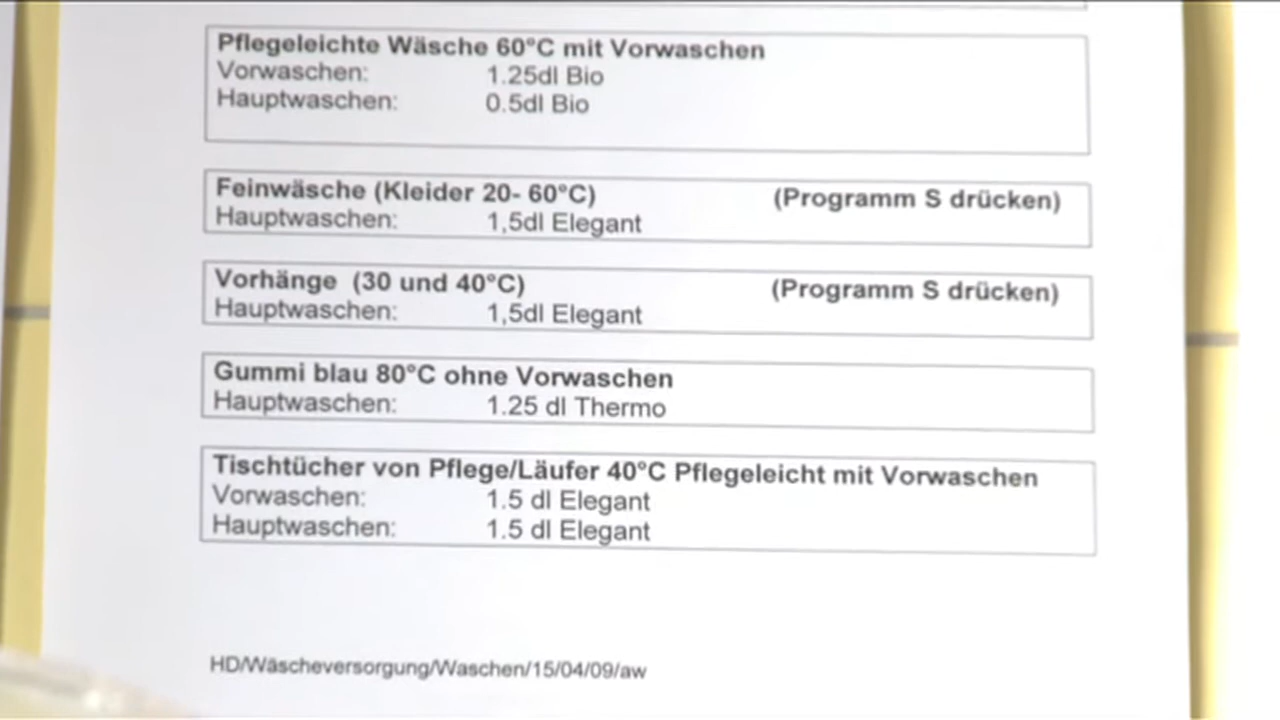 Pflegeleichte Wäsche 60°C mit Vorwaschen
Vorwaschen: 1.25dl Bio
Hauptwaschen: 0.5dl Bio
Feinwäsche (Kleider 20- 60°C) (Programm S drücken)
Hauptwaschen: 1,5dl Elegant
Vorhänge (30 und 40°C) (Programm S drücken)
Hauptwaschen: 1,5dl Elegant
Gummi blau 80°C ohne Vorwaschen
Hauptwaschen: 1.25 dl Thermo
Tischtücher von Pflege/Läufer 40°C Pflegeleicht mit Vorwaschen
Vorwaschen: 1.5 dl Elegant
Hauptwaschen: 1.5 dl Elegant
HD/Wäscheversorgung/Waschen/15/04/09/aw